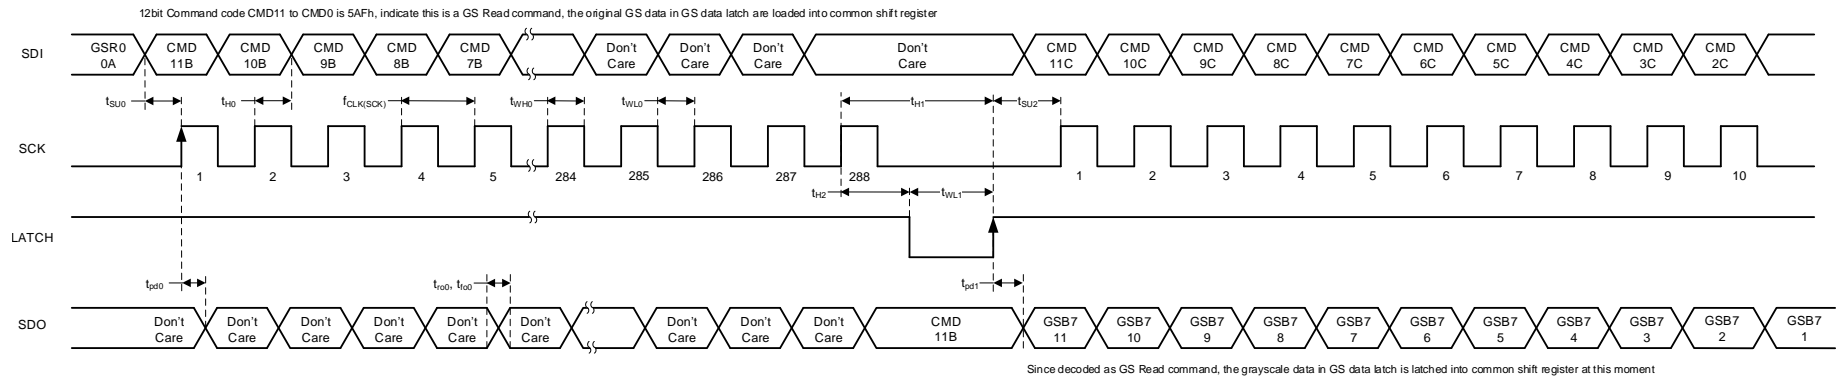 12bit Command code CMD11 to CMD0 is 5AFh, indicate this is a GS Read command, the original GS data in GS data latch are loaded into common shift register
SDI
GSR0 0A
CMD 11B
CMD 10B
CMD 9B
CMD 8B
CMD 7B
Don't Care
Don't Care
Don't Care
Don't Care
CMD 11C
CMD 10C
CMD 9C
CMD 8C
CMD 7C
CMD 6C
CMD 5C
CMD 4C
CMD 3C
CMD 2C
tSU0
tH0
fCLK(SCK)
tWH0
tWL0
tH1
tSU2
SCK
1 2 3 4 5 284 285 286 287 288 1 2 3 4 5 6 7 8 9 10
tH2
tWL1
LATCH
tpd0
tro0, tfo0
tpd1
SDO
Don't Care
Don't Care
Don't Care
Don't Care
Don't Care
Don't Care
Don't Care
Don't Care
Don't Care
CMD 11B
GSB7 11
GSB7 10
GSB7 9
GSB7 8
GSB7 7
GSB7 6
GSB7 5
GSB7 4
GSB7 3
GSB7 2
GSB7 1
Since decoded as GS Read command, the grayscale data in GS data latch is latched into common shift register at this moment